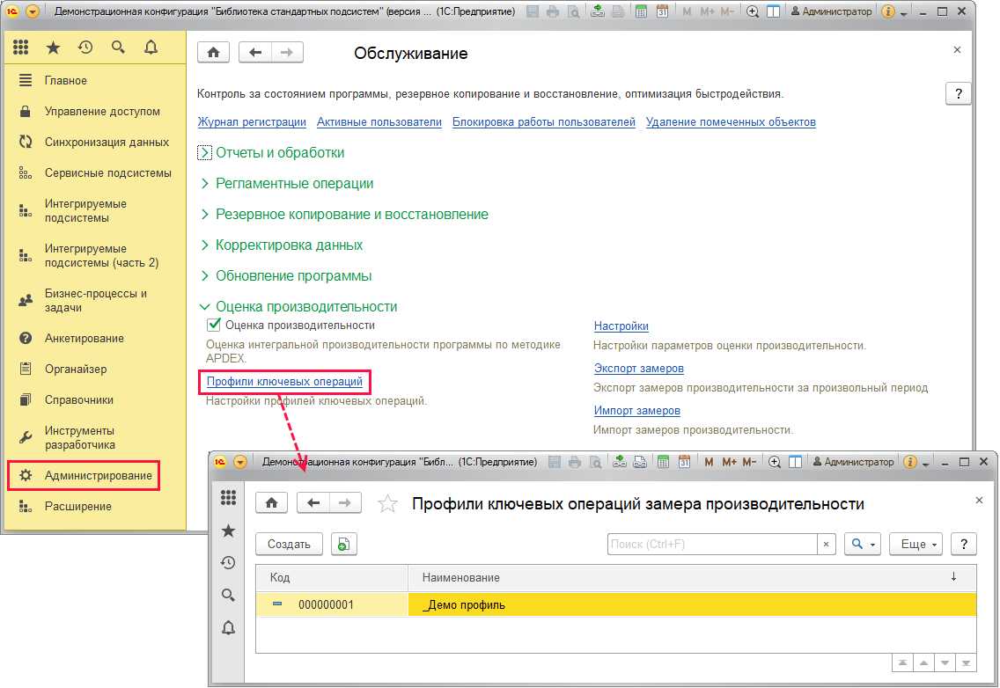 Демонстрационная конфигурация "Библиотека стандартных подсистем" (версия ... (1С:Предприятие)
M M+ M-
Администратор
Главное
Управление доступом
Синхронизация данных
Сервисные подсистемы
Интегрируемые
подсистемы
Интегрируемые
подсистемы (часть 2)
Бизнес-процессы и
задачи
Анкетирование
Органайзер
Справочники
Инструменты
разработчика
Администрирование
Расширение
Обслуживание
Контроль за состоянием программы, резервное копирование и восстановление, оптимизация быстродействия.
?
Журнал регистрации Активные пользователи Блокировка работы пользователей Удаление помеченных объектов
Отчеты и обработки
Регламентные операции
Резервное копирование и восстановление
Корректировка данных
Обновление программы
Оценка производительности
Оценка производительности
Оценка интегральной производительности программы по методике
APDEX.
Профили ключевых операций
Настройки профилей ключевых операций.
Настройки
Настройки параметров оценки производительности.
Экспорт замеров
Экспорт замеров производительности за произвольный период
Импорт замеров
Импорт замеров производительности.
Демонстрационная конфигурация "Библ... (1С:Предприятие)
M M+ M-
Администратор
Профили ключевых операций замера производительности
Создать
Поиск (Ctrl+F)
×
Еще
?
Код Наименование
000000001 _Демо профиль